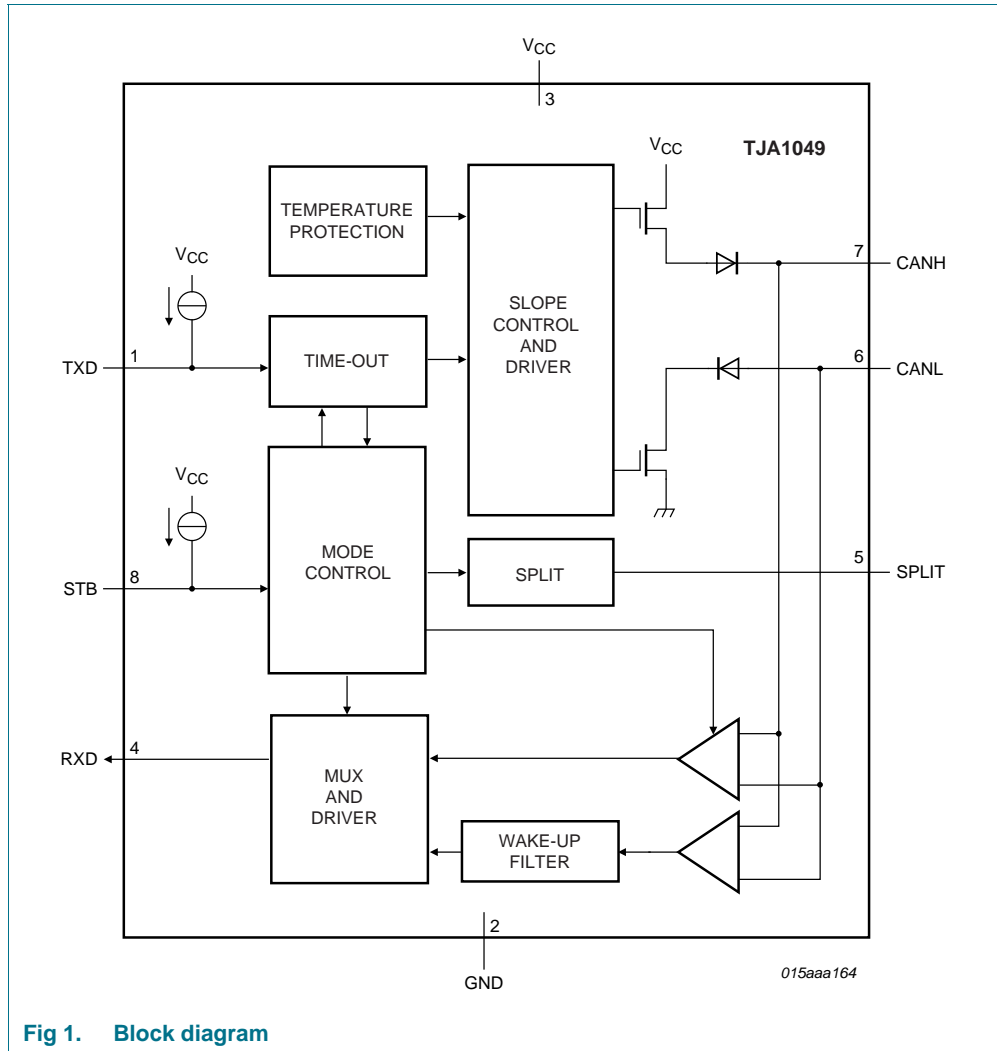 VCC
3
TJA1049
VCC
TEMPERATURE
PROTECTION
VCC
7
CANH
SLOPE
CONTROL
AND
DRIVER
TXD
1
TIME-OUT
6
CANL
VCC
MODE
CONTROL
STB
8
SPLIT
5
SPLIT
RXD
4
MUX
AND
DRIVER
WAKE-UP
FILTER
2
GND
015aaa164
Fig 1. Block diagram